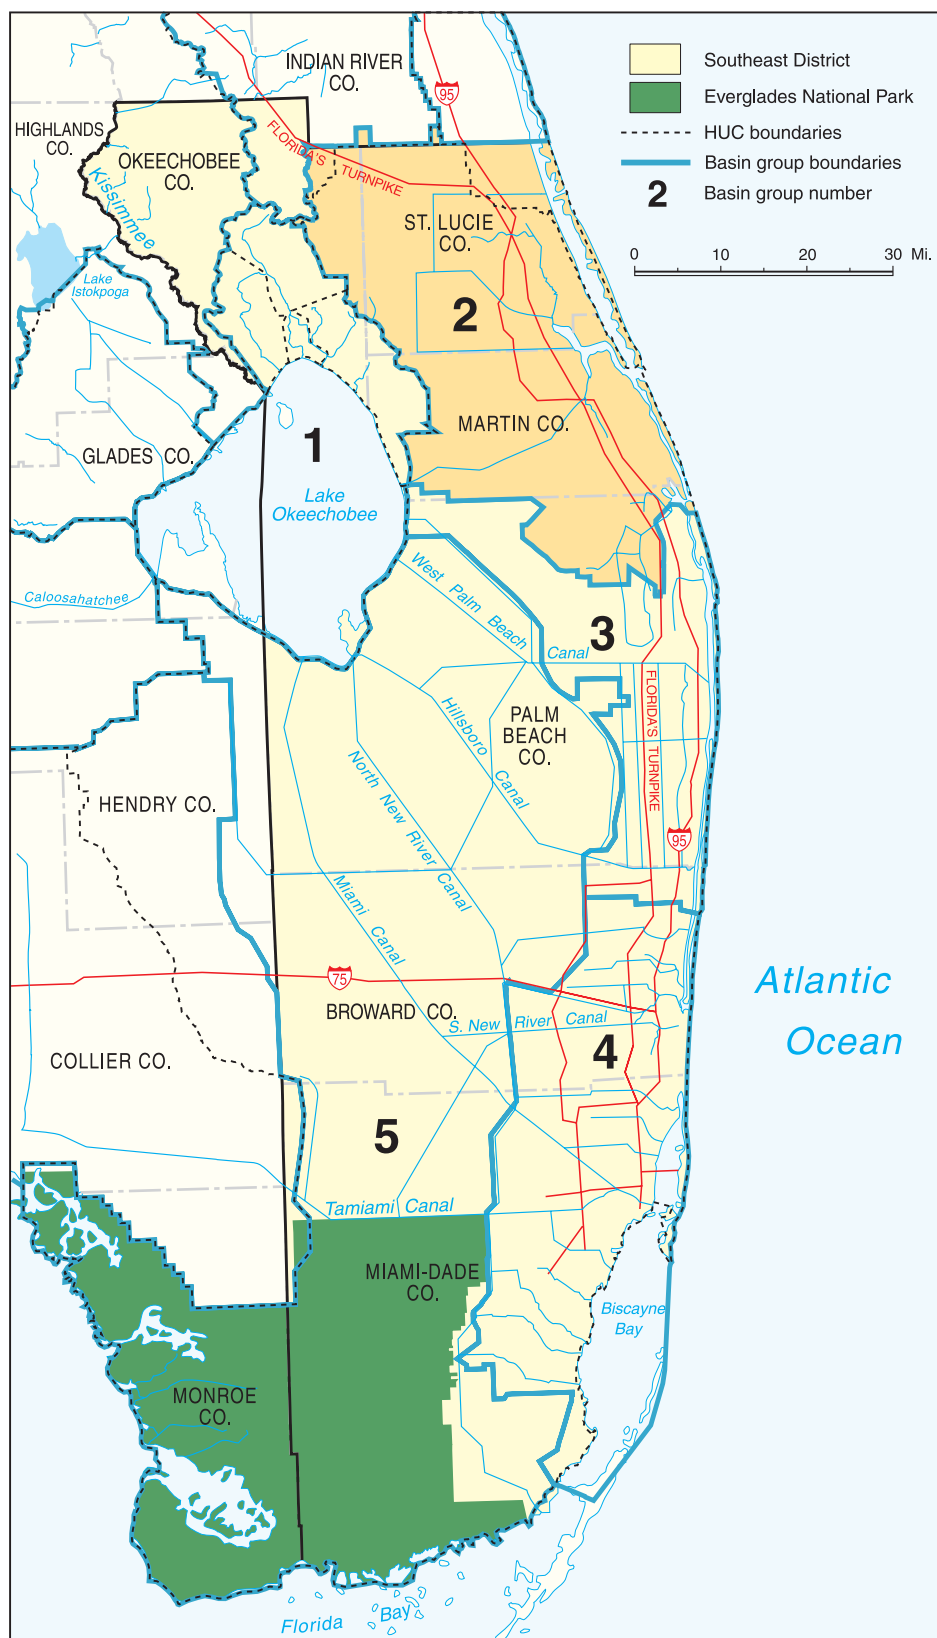 INDIAN RIVER
CO.
95
Southeast District
Everglades National Park
HUC boundaries
Basin group boundaries
2 Basin group number
0 10 20 30 Mi.
HIGHLANDS
CO.
OKEECHOBEE
CO.
FLORIDA'S TURNPIKE
Kissimmee
ST. LUCIE
CO.
Lake
Istokpoga
2
MARTIN CO.
GLADES CO.
1
Lake
Okeechobee
Caloosahatchee
West Palm Beach Canal
3
FLORIDA'S TURNPIKE
PALM
BEACH
CO.
Hillsboro Canal
North New River Canal
HENDRY CO.
95
Miami Canal
75
BROWARD CO.
S. New River Canal
Atlantic
Ocean
4
COLLIER CO.
5
Tamiami Canal
MIAMI-DADE
CO.
Biscayne
Bay
MONROE
CO.
Florida Bay